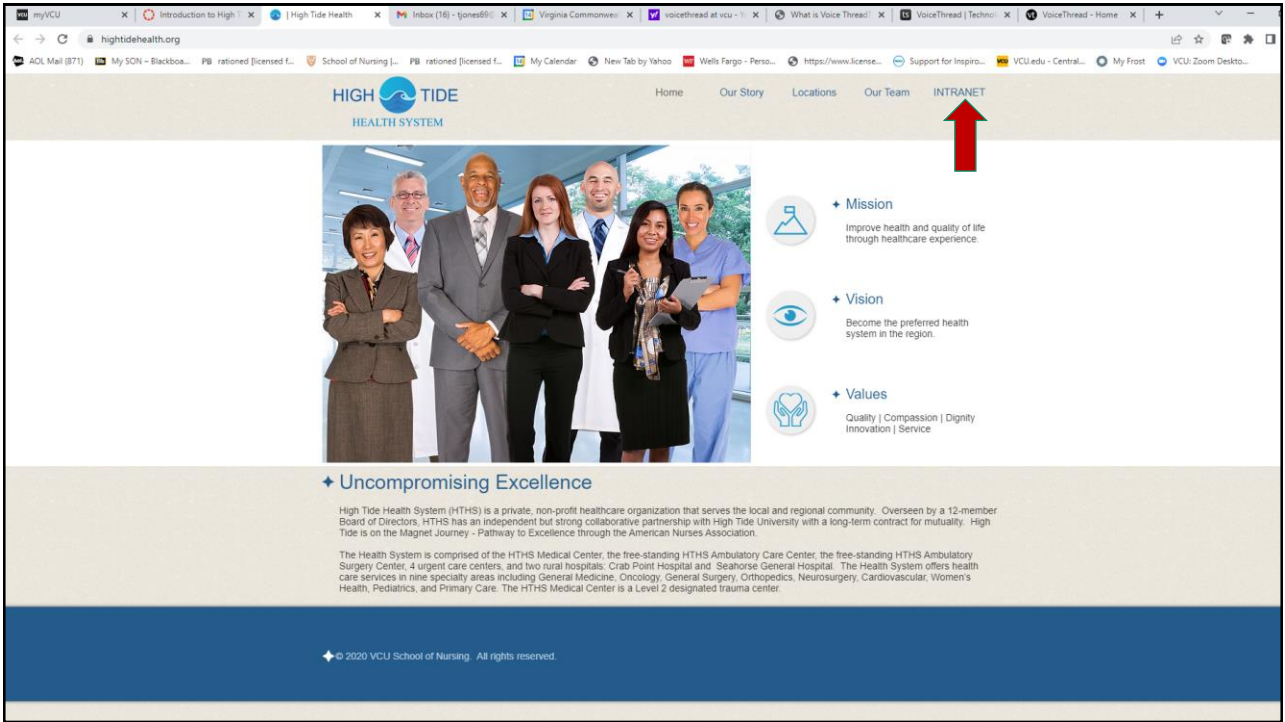 myVCU
Introduction to High T
| High Tide Health
Inbox (16) - tjones69@
Virginia Commonwea
voicethread at vcu - Y
What is Voice Thread?
VoiceThread | Techno
VoiceThread - Home
hightidehealth.org
AOL Mail (871)
My SON – Blackboa...
PB rationed [licensed f...
School of Nursing |...
PB rationed [licensed f...
My Calendar
New Tab by Yahoo
Wells Fargo - Perso...
https://www.license...
Support for Inspiro...
VCU.edu - Central...
My Frost
VCU: Zoom Deskto...
HIGH TIDE
HEALTH SYSTEM
Home
Our Story
Locations
Our Team
INTRANET
Mission
Improve health and quality of life
through healthcare experience.
Vision
Become the preferred health
system in the region.
Values
Quality | Compassion | Dignity
Innovation | Service
Uncompromising Excellence
High Tide Health System (HTHS) is a private, non-profit healthcare organization that serves the local and regional community. Overseen by a 12-member
Board of Directors, HTHS has an independent but strong collaborative partnership with High Tide University with a long-term contract for mutuality. High
Tide is on the Magnet Journey - Pathway to Excellence through the American Nurses Association.
The Health System is comprised of the HTHS Medical Center, the free-standing HTHS Ambulatory Care Center, the free-standing HTHS Ambulatory
Surgery Center, 4 urgent care centers, and two rural hospitals: Crab Point Hospital and Seahorse General Hospital. The Health System offers health
care services in nine specialty areas including General Medicine, Oncology, General Surgery, Orthopedics, Neurosurgery, Cardiovascular, Women's
Health, Pediatrics, and Primary Care. The HTHS Medical Center is a Level 2 designated trauma center.
© 2020 VCU School of Nursing. All rights reserved.